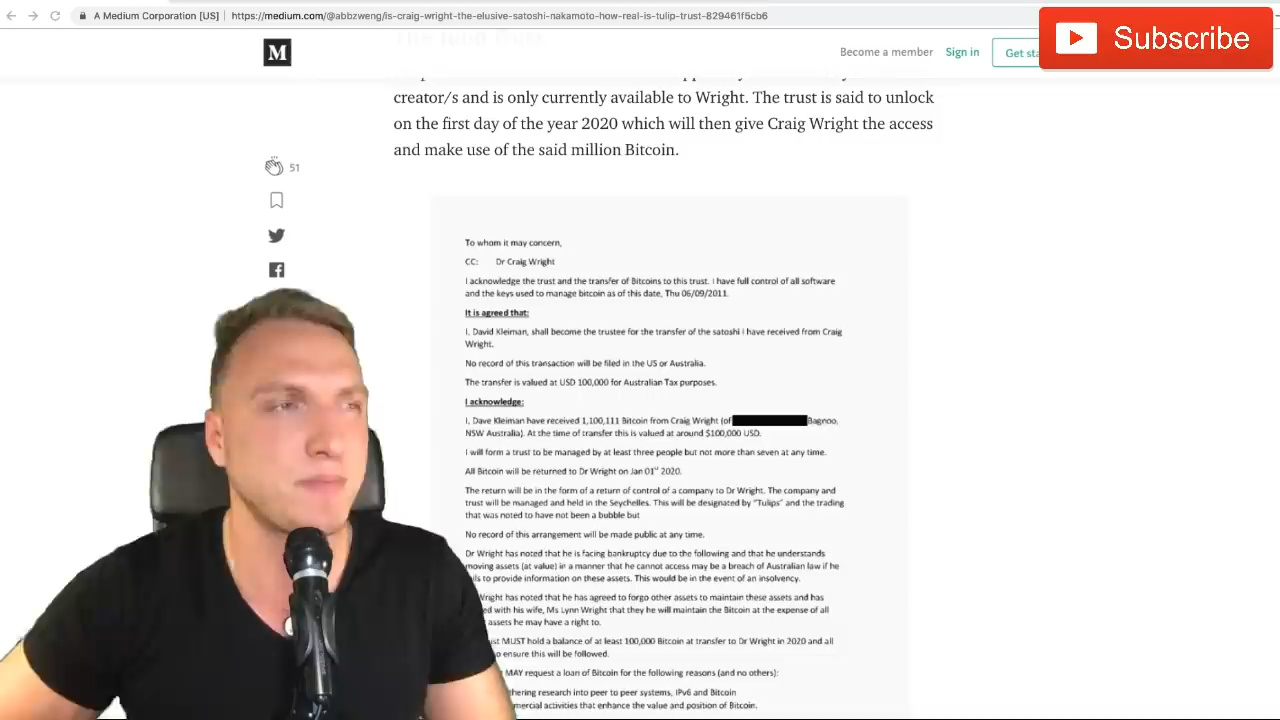 A Medium Corporation [US]
https://medium.com/@abbzweng/is-craig-wright-the-elusive-satoshi-nakamoto-how-real-is-tulip-trust-829461f5cb6
Subscribe
M
Become a member
Sign in
Get sta
The Tulip Trust
creator/s and is only currently available to Wright. The trust is said to unlock
on the first day of the year 2020 which will then give Craig Wright the access
and make use of the said million Bitcoin.
51
To whom it may concern,
CC: Dr Craig Wright
I acknowledge the trust and the transfer of Bitcoins to this trust. I have full control of all software
and the keys used to manage bitcoin as of this date, Thu 06/09/2011.
It is agreed that:
I, David Kleiman, shall become the trustee for the transfer of the satoshi I have received from Craig
Wright.
No record of this transaction will be filed in the US or Australia.
The transfer is valued at USD 100,000 for Australian Tax purposes.
I acknowledge:
I, Dave Kleiman have received 1,100,111 Bitcoin from Craig Wright (of Bagnoo,
NSW Australia). At the time of transfer this is valued at around $100,000 USD.
I will form a trust to be managed by at least three people but not more than seven at any time.
All Bitcoin will be returned to Dr Wright on Jan 01st 2020.
The return will be in the form of a return of control of a company to Dr Wright. The company and
trust will be managed and held in the Seychelles. This will be designated by "Tulips" and the trading
that was noted to have not been a bubble but
No record of this arrangement will be made public at any time.
Dr Wright has noted that he is facing bankruptcy due to the following and that he understands
moving assets (at value) in a manner that he cannot access may be a breach of Australian law if he
ils to provide information on these assets. This would be in the event of an insolvency.
Wright has noted that he has agreed to forgo other assets to maintain these assets and has
ed with his wife, Ms Lynn Wright that they he will maintain the Bitcoin at the expense of all
assets he may have a right to.
st MUST hold a balance of at least 100,000 Bitcoin at transfer to Dr Wright in 2020 and all
o ensure this will be followed.
MAY request a loan of Bitcoin for the following reasons (and no others):
thering research into peer to peer systems, IPv6 and Bitcoin
mercial activities that enhance the value and position of Bitcoin.